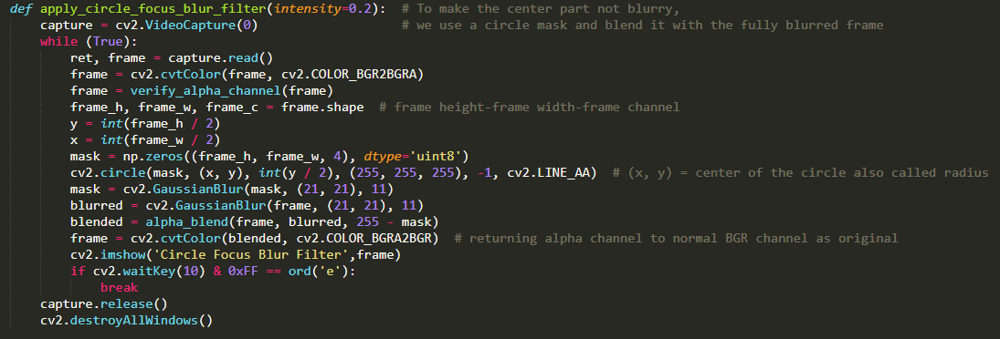 def apply_circle_focus_blur_filter(intensity=0.2):  # To make the center part not blurry,
    capture = cv2.VideoCapture(0)                   # we use a circle mask and blend it with the fully blurred frame
    while (True):
        ret, frame = capture.read()
        frame = cv2.cvtColor(frame, cv2.COLOR_BGR2BGRA)
        frame = verify_alpha_channel(frame)
        frame_h, frame_w, frame_c = frame.shape  # frame height-frame width-frame channel
        y = int(frame_h / 2)
        x = int(frame_w / 2)
        mask = np.zeros((frame_h, frame_w, 4), dtype='uint8')
        cv2.circle(mask, (x, y), int(y / 2), (255, 255, 255), -1, cv2.LINE_AA)  # (x, y) = center of the circle also called radius
        mask = cv2.GaussianBlur(mask, (21, 21), 11)
        blurred = cv2.GaussianBlur(frame, (21, 21), 11)
        blended = alpha_blend(frame, blurred, 255 - mask)
        frame = cv2.cvtColor(blended, cv2.COLOR_BGRA2BGR)  # returning alpha channel to normal BGR channel as original
        cv2.imshow('Circle Focus Blur Filter',frame)
        if cv2.waitKey(10) & 0xFF == ord('e'):
            break
    capture.release()
    cv2.destroyAllWindows()